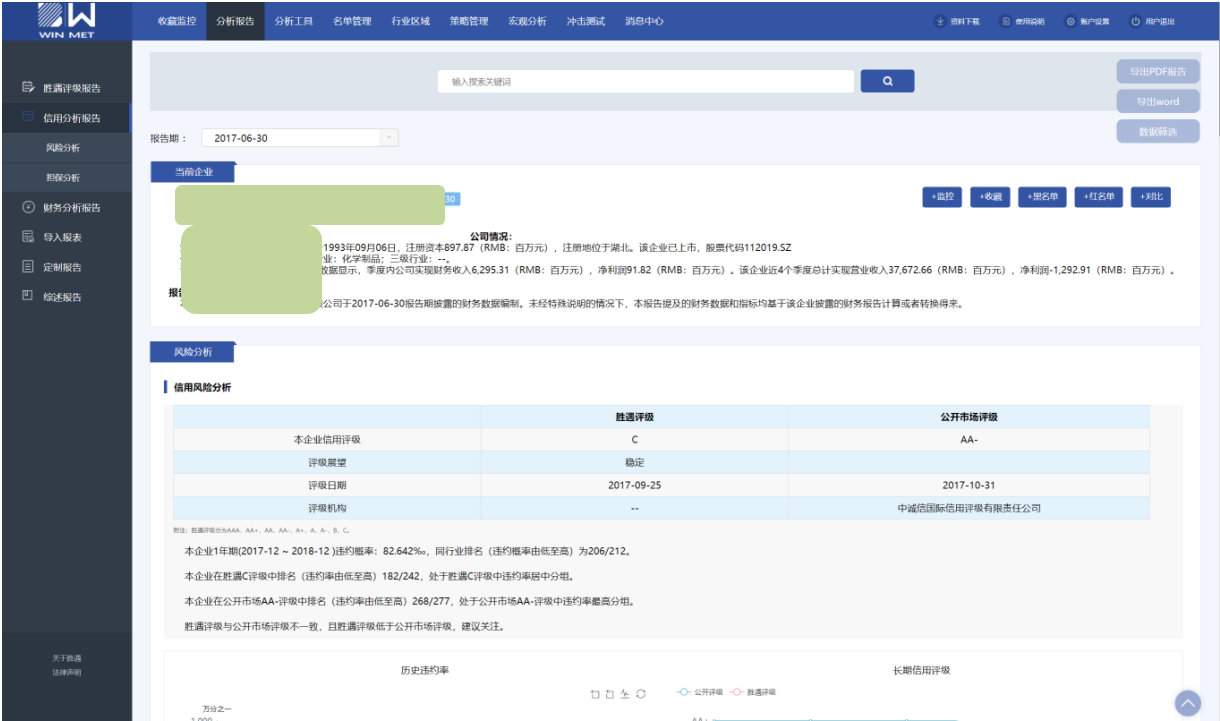 WIN MET
收藏监控 分析报告 分析工具 名单管理 行业区域 策略管理 宏观分析 冲击测试 消息中心
资料下载 使用说明 账户设置 用户退出
胜遇评级报告
信用分析报告
风险分析
担保分析
财务分析报告
导入报表
定制报告
综述报告
关于胜遇
法律声明
输入搜索关键词
导出PDF报告
导出word
数据筛选
报告期： 2017-06-30
当前企业
30
+监控 +收藏 +黑名单 +红名单 +对比
公司情况:
1993年09月06日，注册资本897.87（RMB：百万元），注册地位于湖北。该企业已上市，股票代码112019.SZ
业：化学制品；三级行业：--。
数据显示，季度内公司实现财务收入6,295.31（RMB：百万元），净利润91.82（RMB：百万元）。该企业近4个季度总计实现营业收入37,672.66（RMB：百万元），净利润-1,292.91（RMB：百万元）。
公司于2017-06-30报告期披露的财务数据编制。未经特殊说明的情况下，本报告提及的财务数据和指标均基于该企业披露的财务报告计算或者转换得来。
风险分析
信用风险分析
胜遇评级 公开市场评级
本企业信用评级 C AA-
评级展望 稳定
评级日期 2017-09-25 2017-10-31
评级机构 -- 中诚信国际信用评级有限责任公司
附注：胜遇评级分为AAA、AA+、AA、AA-、A+、A、A-、B、C。
本企业1年期(2017-12 ~ 2018-12 )违约概率：82.642‰，同行业排名（违约概率由低至高）为206/212。
本企业在胜遇C评级中排名（违约率由低至高）182/242，处于胜遇C评级中违约率居中分组。
本企业在公开市场AA-评级中排名（违约率由低至高）268/277，处于公开市场AA-评级中违约率最高分组。
胜遇评级与公开市场评级不一致，且胜遇评级低于公开市场评级，建议关注。
历史违约率 长期信用评级
公开评级 胜遇评级
万分之一
1,000
AA+